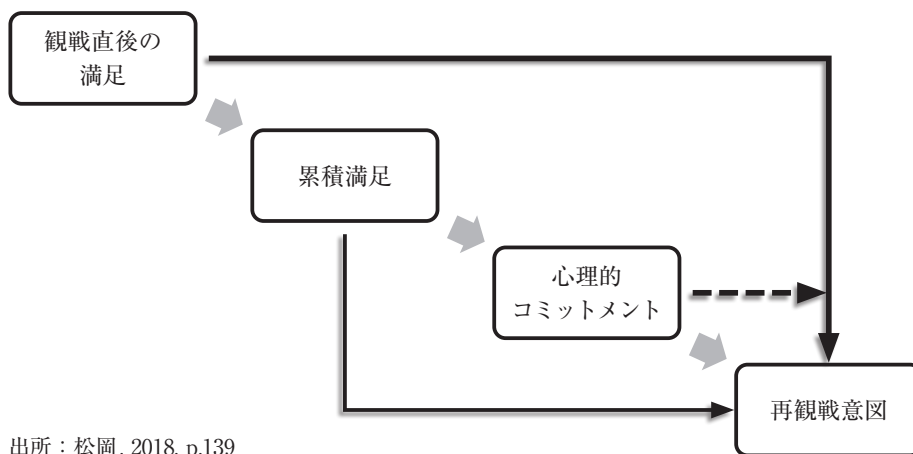 観戦直後の
満足
累積満足
心理的
コミットメント
再観戦意図
出所：松岡, 2018, p.139